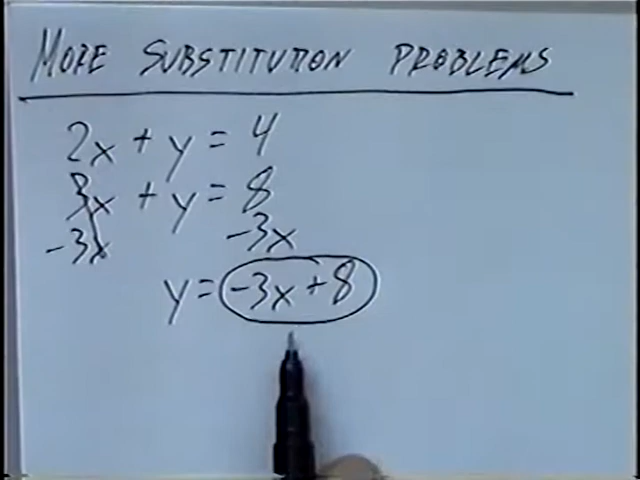 MORE SUBSTITUTION PROBLEMS
2x + y = 4
3x + y = 8
-3x -3x
y = -3x + 8